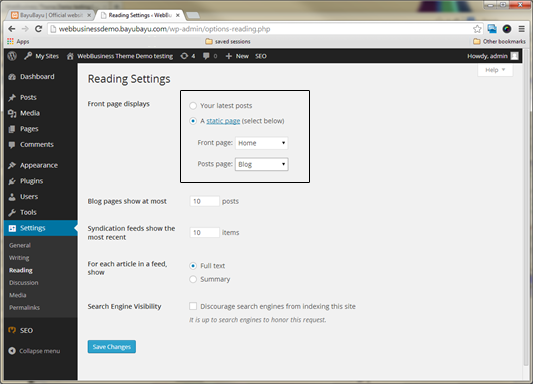 BayuBayu | Official websi
Reading Settings ‹ WebBus
webbusinessdemo.bayubayu.com/wp-admin/options-reading.php
Apps
saved sessions
Other bookmarks
My Sites
WebBusiness Theme Demo testing
4
0
New
SEO
Howdy, admin
Help
Dashboard
Posts
Media
Pages
Comments
Appearance
Plugins
Users
Tools
Settings
General
Writing
Reading
Discussion
Media
Permalinks
SEO
Collapse menu
Reading Settings
Front page displays
Your latest posts
A static page (select below)
Front page: Home
Posts page: Blog
Blog pages show at most
10 posts
Syndication feeds show the
most recent
10 items
For each article in a feed,
show
Full text
Summary
Search Engine Visibility
Discourage search engines from indexing this site
It is up to search engines to honor this request.
Save Changes